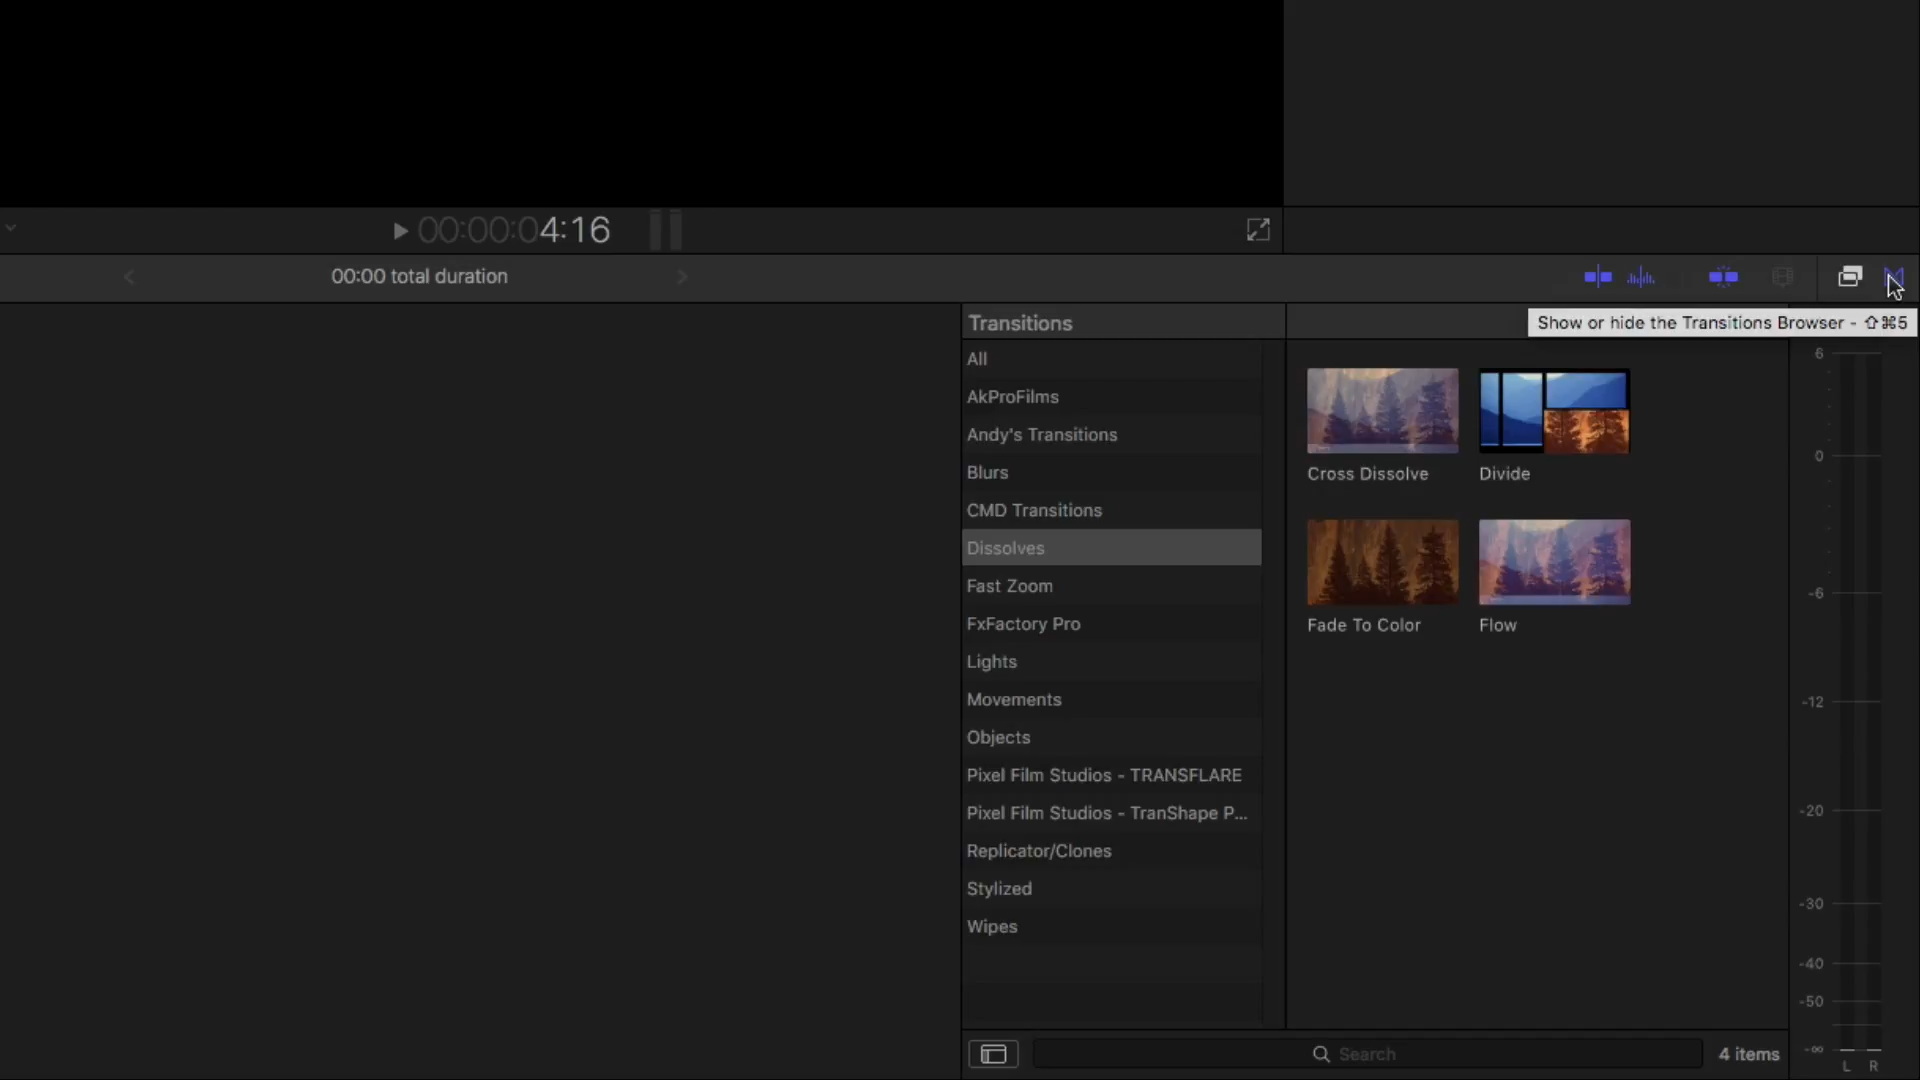 00:00:04:16
00:00 total duration
Show or hide the Transitions Browser - ⇧⌘5
Transitions
All
AkProFilms
Andy's Transitions
Blurs
CMD Transitions
Dissolves
Fast Zoom
FxFactory Pro
Lights
Movements
Objects
Pixel Film Studios - TRANSFLARE
Pixel Film Studios - TranShape P...
Replicator/Clones
Stylized
Wipes
Cross Dissolve
Divide
Fade To Color
Flow
6
0
-6
-12
-20
-30
-40
-50
-∞
L R
Search
4 items